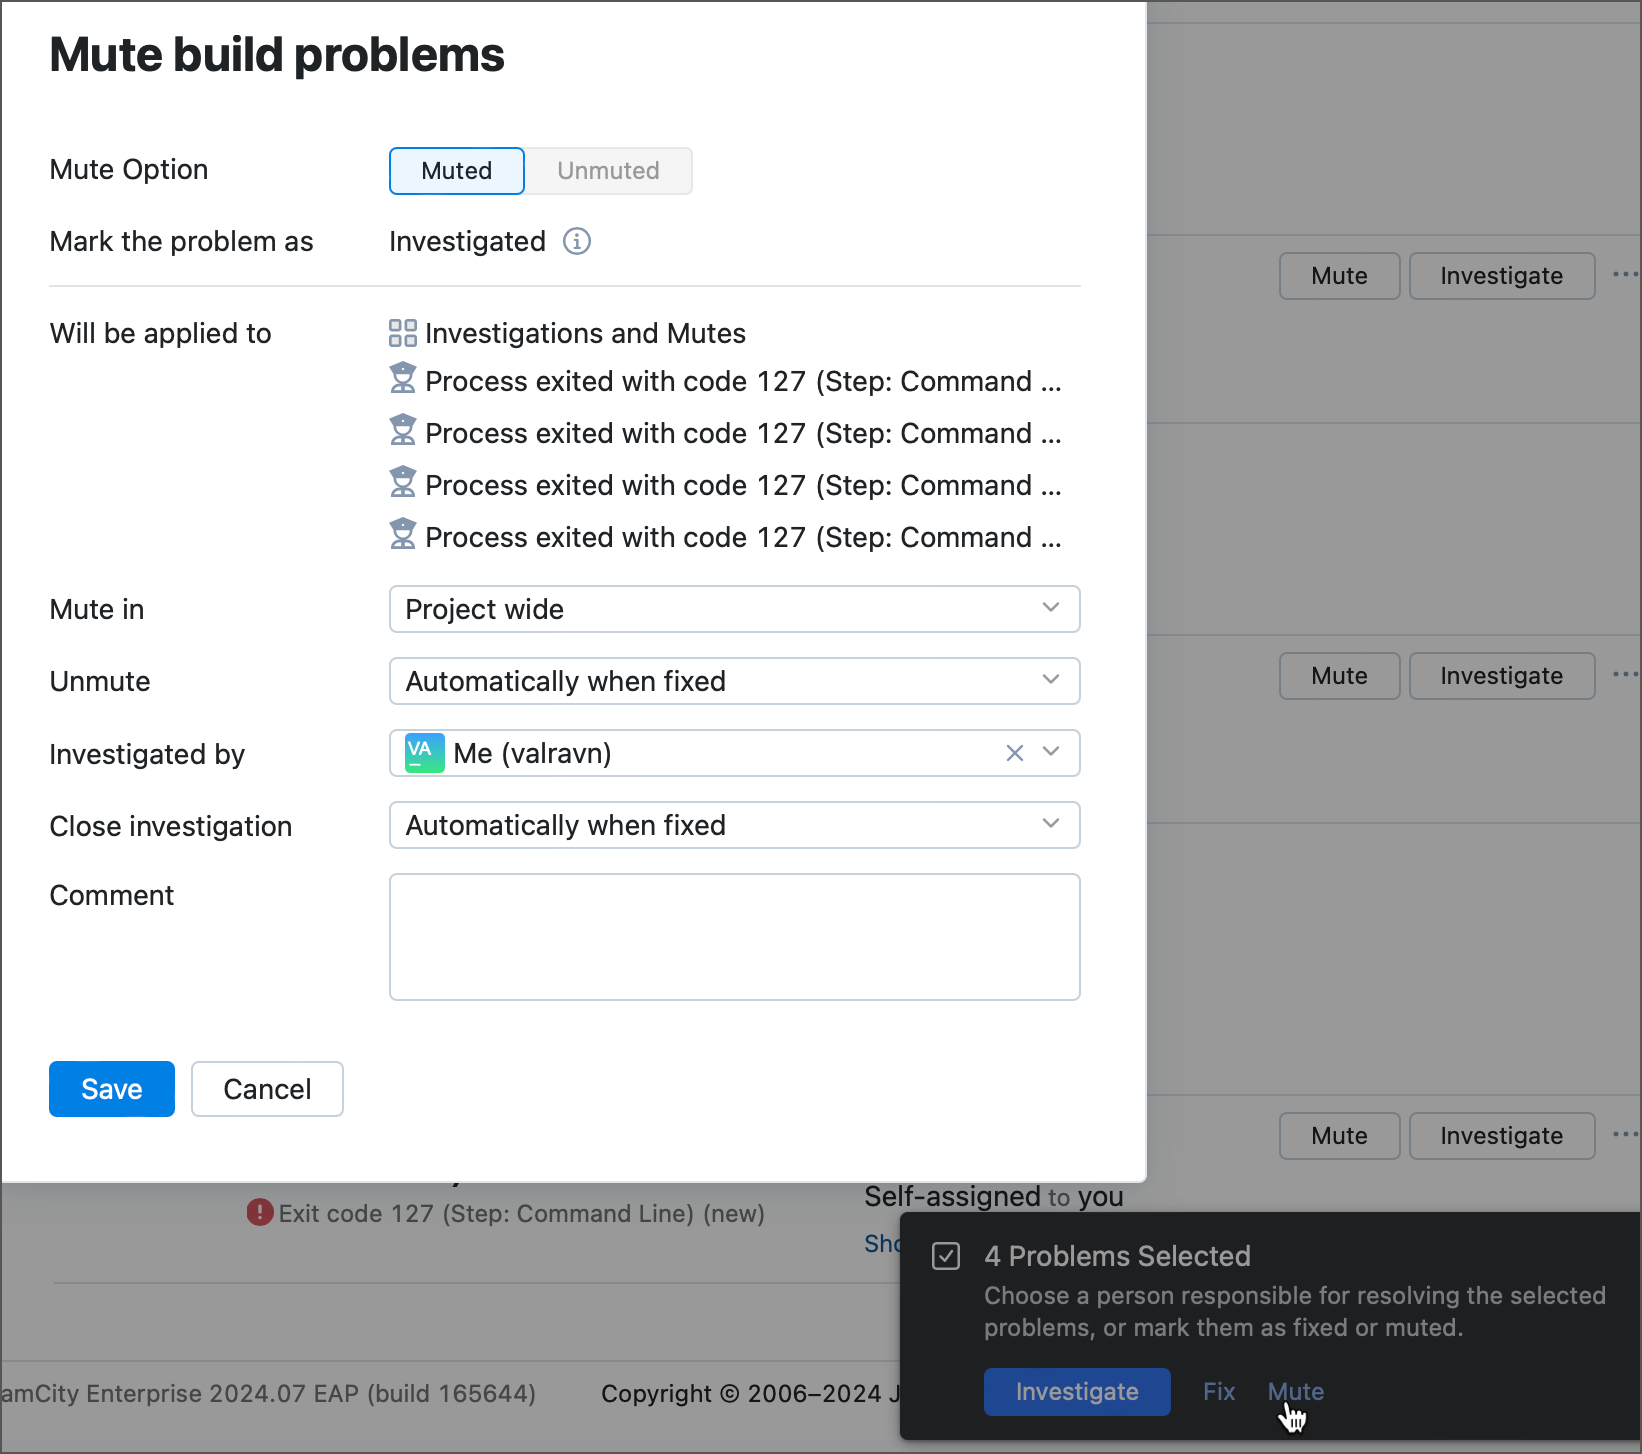 Mute build problems
Mute Option
Muted
Unmuted
Mark the problem as
Investigated
Mute
Investigate
Will be applied to
Investigations and Mutes
Process exited with code 127 (Step: Command ...
Process exited with code 127 (Step: Command ...
Process exited with code 127 (Step: Command ...
Process exited with code 127 (Step: Command ...
Mute in
Project wide
Unmute
Automatically when fixed
Mute
Investigate
Investigated by
VA
Me (valravn)
Close investigation
Automatically when fixed
Comment
Save
Cancel
Mute
Investigate
Self-assigned to you
Exit code 127 (Step: Command Line) (new)
Sho
4 Problems Selected
Choose a person responsible for resolving the selected
problems, or mark them as fixed or muted.
Investigate
Fix
Mute
amCity Enterprise 2024.07 EAP (build 165644)
Copyright © 2006–2024 J